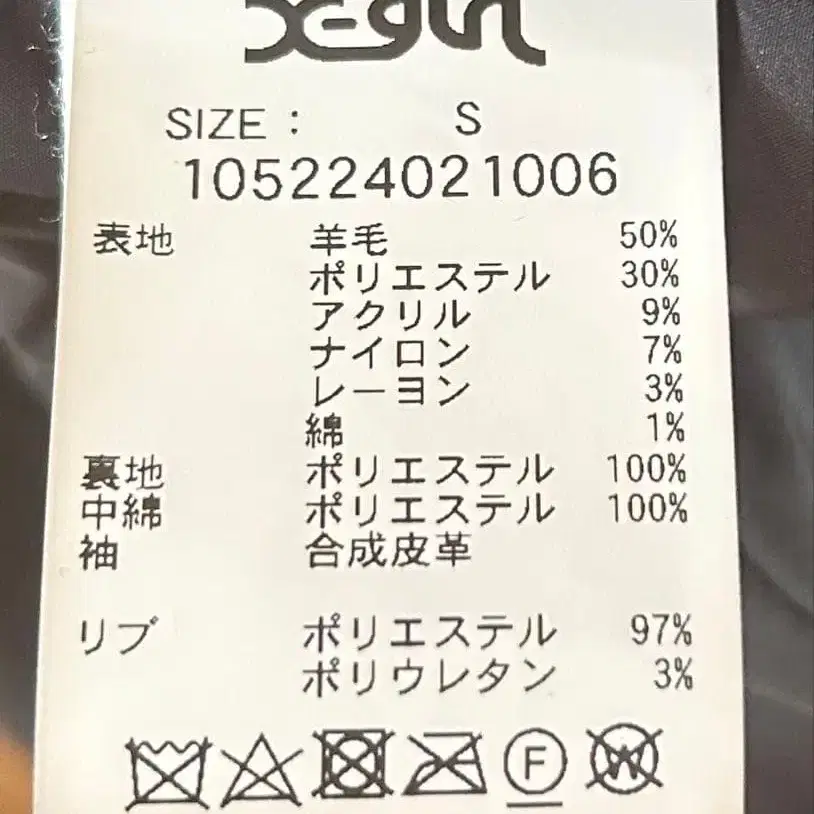 X-girl
SIZE : S
105224021006
表地 羊毛 50%
ポリエステル 30%
アクリル 9%
ナイロン 7%
レーヨン 3%
綿 1%
裏地 ポリエステル 100%
中綿 ポリエステル 100%
袖 合成皮革
リブ ポリエステル 97%
ポリウレタン 3%
F W